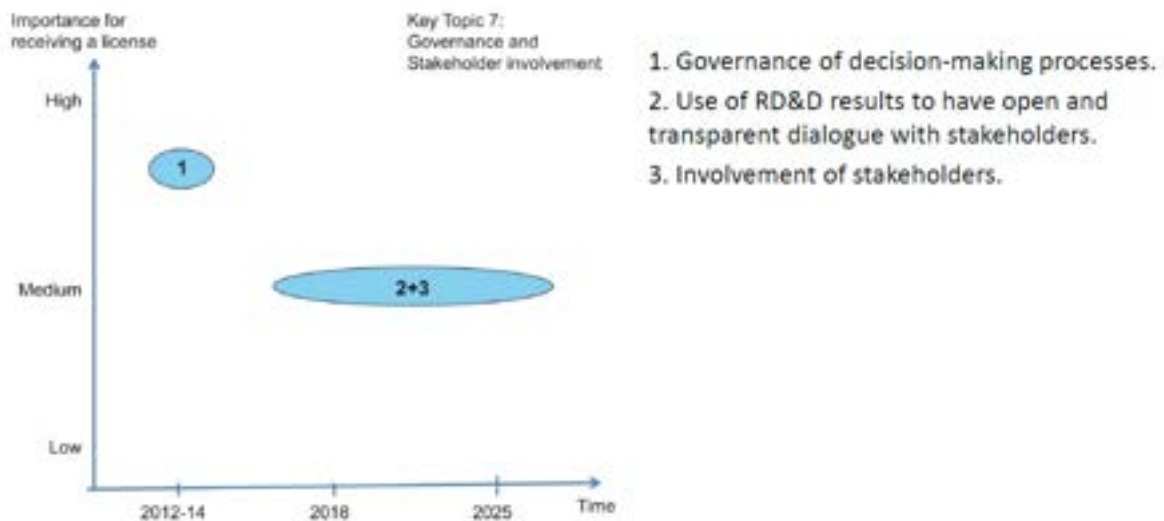 Importance for
receiving a license
Key Topic 7:
Governance and
Stakeholder involvement
High
1
Medium
2+3
Low
2012-14
2018
2025
Time
1. Governance of decision-making processes.
2. Use of RD&D results to have open and
transparent dialogue with stakeholders.
3. Involvement of stakeholders.